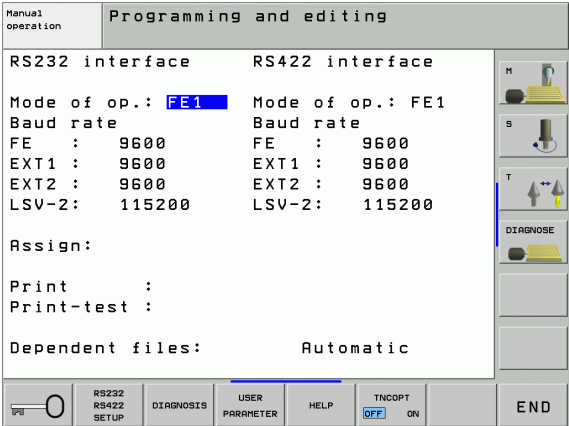 Manual operation
Programming and editing
RS232 interface RS422 interface
Mode of op.: FE1 Mode of op.: FE1
Baud rate Baud rate
FE : 9600 FE : 9600
EXT1 : 9600 EXT1 : 9600
EXT2 : 9600 EXT2 : 9600
LSV-2: 115200 LSV-2: 115200
Assign:
Print :
Print-test :
Dependent files: Automatic
M
S
T
DIAGNOSE
RS232
RS422
SETUP
DIAGNOSIS
USER
PARAMETER
HELP
TNCOPT
OFF ON
END